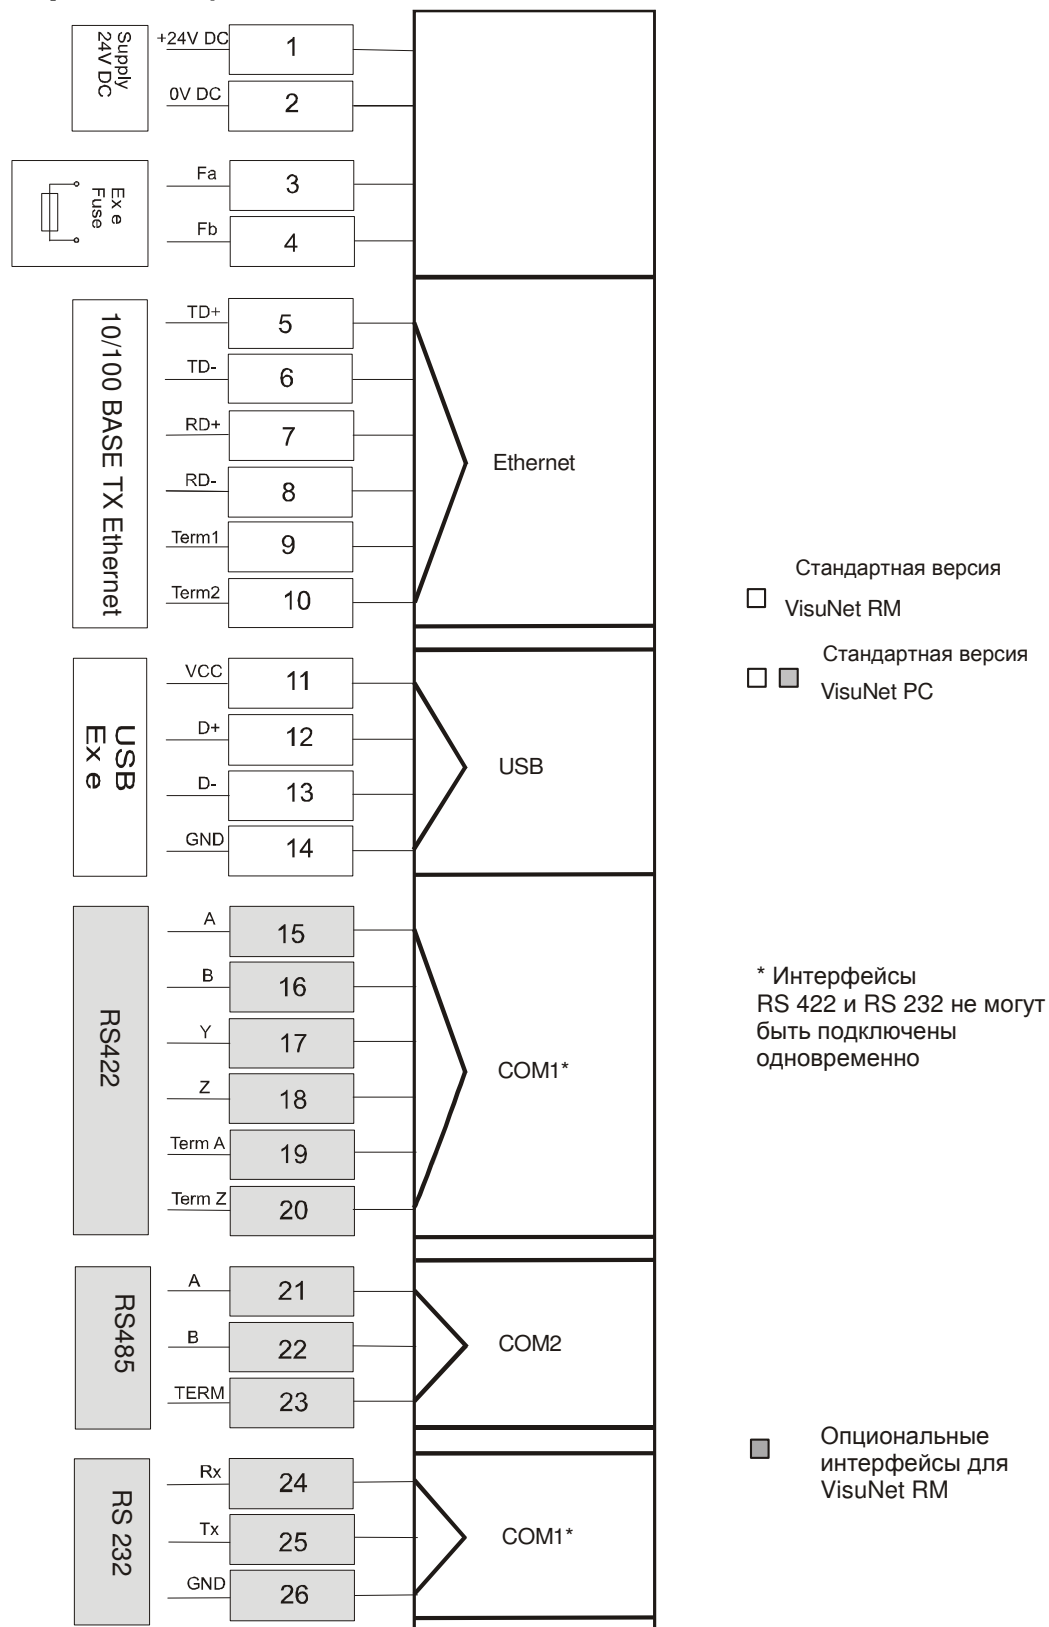 Supply
24V DC
+24V DC
1
0V DC
2
Ex e
Fuse
Fa
3
Fb
4
10/100 BASE TX Ethernet
TD+
5
TD-
6
RD+
7
RD-
8
Term1
9
Term2
10
Ethernet
Стандартная версия
VisuNet RM
Стандартная версия
VisuNet PC
USB
Ex e
VCC
11
D+
12
D-
13
GND
14
USB
RS422
A
15
B
16
Y
17
Z
18
Term A
19
Term Z
20
COM1*
* Интерфейсы
RS 422 и RS 232 не могут
быть подключены
одновременно
RS485
A
21
B
22
TERM
23
COM2
RS 232
Rx
24
Tx
25
GND
26
COM1*
Опциональные
интерфейсы для
VisuNet RM